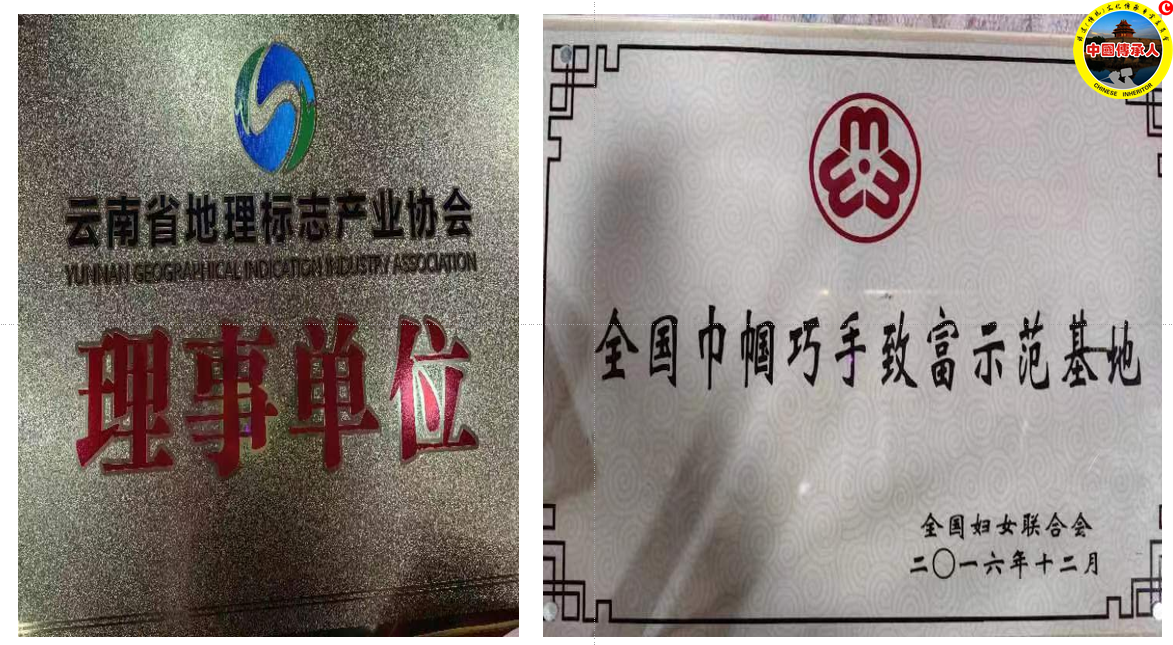 云南省地理标志产业协会
YUNNAN GEOGRAPHICAL INDICATION INDUSTRY ASSOCIATION
理事单位
全国巾帼巧手致富示范基地
全国妇女联合会
二〇一六年十二月
中國傳承人
CHINESE INHERITOR